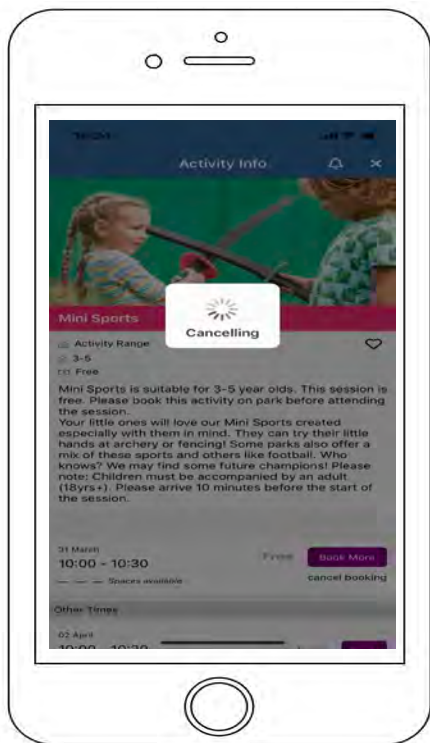 Activity Info
Cancelling
Mini Sports
Activity Range
3-5
Free
Mini Sports is suitable for 3-5 year olds. This session is
free. Please book this activity on park before attending
the session.
Your little ones will love our Mini Sports created
especially with them in mind. They can try their little
hands at archery or fencing! Some parks also offer a
mix of these sports and others like football. Who
knows? We may find some future champions! Please
note: Children must be accompanied by an adult
(18yrs+). Please arrive 10 minutes before the start of
the session.
31 March
10:00 - 10:30
Free
Book More
Spaces available
cancel booking
Other Times
02 April
10:00 - 10:30